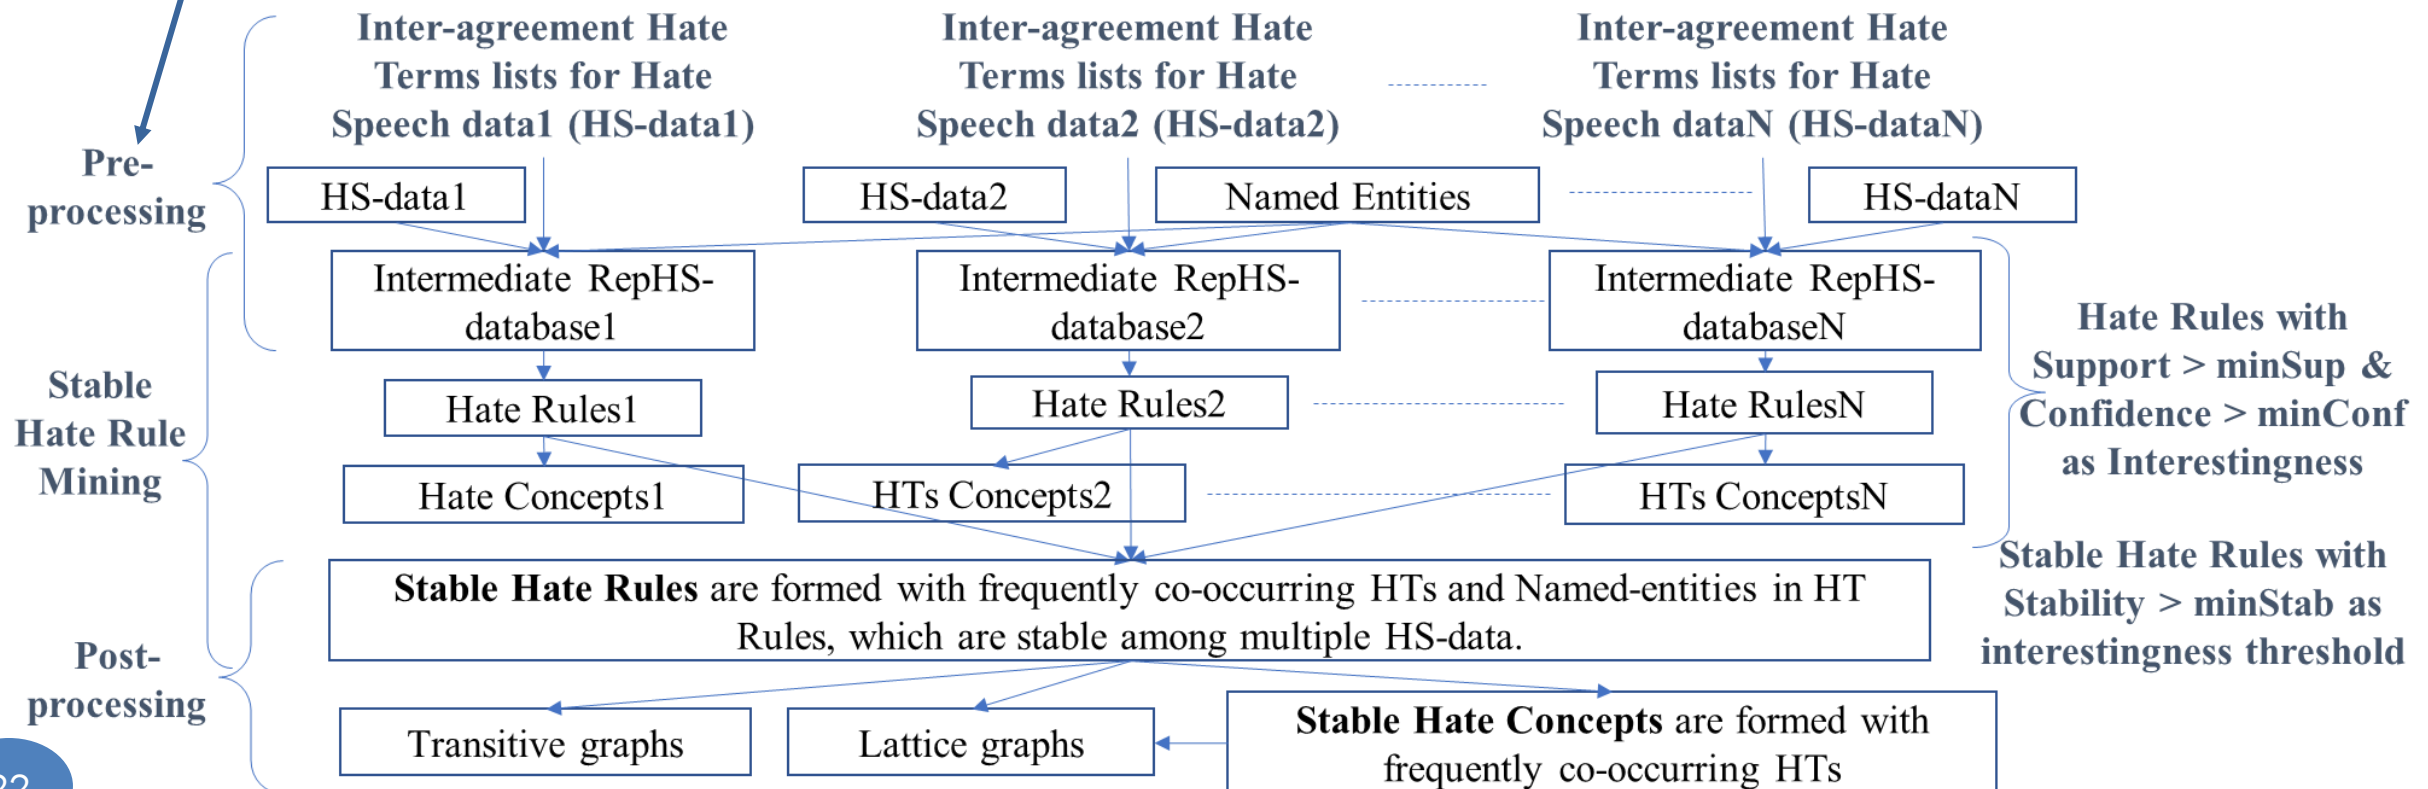 Inter-agreement Hate
Terms lists for Hate
Speech data1 (HS-data1)
Inter-agreement Hate
Terms lists for Hate
Speech data2 (HS-data2)
Inter-agreement Hate
Terms lists for Hate
Speech dataN (HS-dataN)
Pre-
processing
HS-data1
HS-data2
Named Entities
HS-dataN
Intermediate RepHS-
database1
Intermediate RepHS-
database2
Intermediate RepHS-
databaseN
Stable
Hate Rule
Mining
Hate Rules1
Hate Rules2
Hate RulesN
Hate Rules with
Support > minSup &
Confidence > minConf
as Interestingness
Hate Concepts1
HTs Concepts2
HTs ConceptsN
Stable Hate Rules are formed with frequently co-occurring HTs and Named-entities in HT
Rules, which are stable among multiple HS-data.
Stable Hate Rules with
Stability > minStab as
interestingness threshold
Post-
processing
Transitive graphs
Lattice graphs
Stable Hate Concepts are formed with
frequently co-occurring HTs